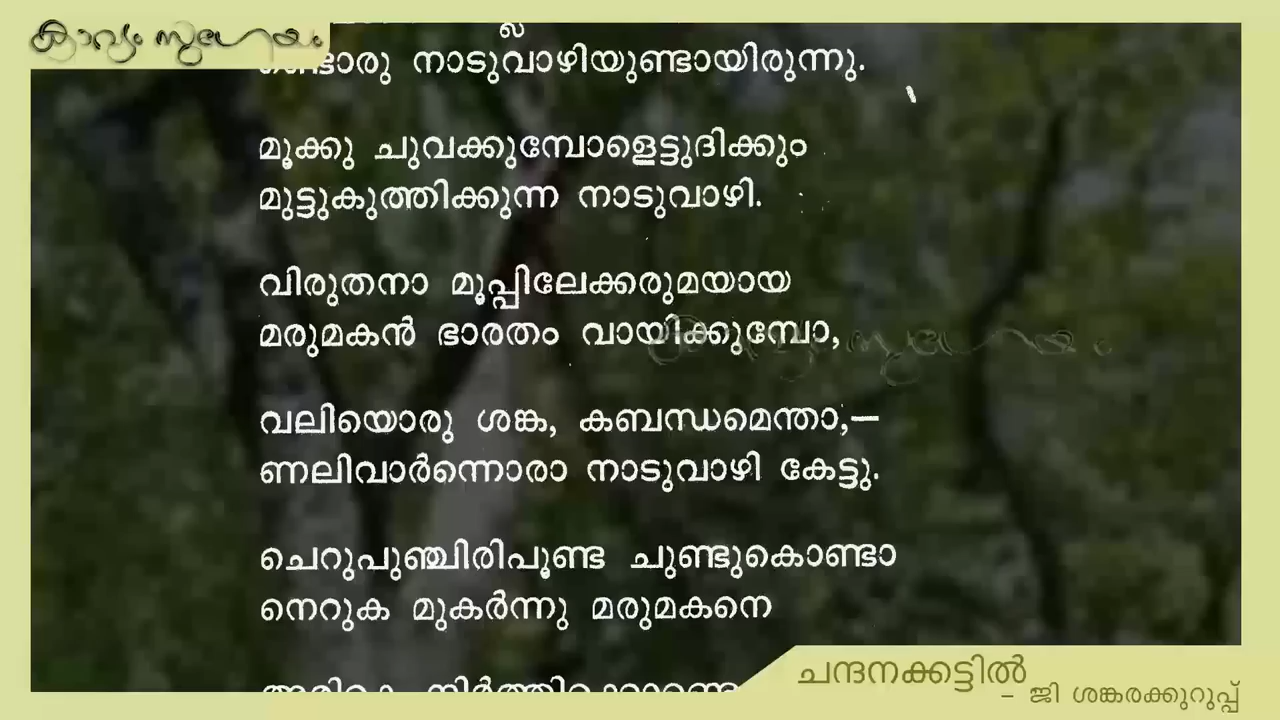 കാവ്യം സുഗേയം
നാടുവാഴിയുണ്ടായിരുന്നു.
മൂക്കു ചുവക്കുമ്പോളെട്ടുദിക്കും
മുട്ടുകുത്തിക്കുന്ന നാടുവാഴി.
വിരുതനാ മൂപ്പിലേക്കരുമയായ
മരുമകൻ ഭാരതം വായിക്കുമ്പോ,
കാവ്യം സുഗേയം
വലിയൊരു ശങ്ക, കബന്ധമെന്താ,—
ണലിവാർന്നൊരാ നാടുവാഴി കേട്ടു.
ചെറുപുഞ്ചിരിപൂണ്ട ചുണ്ടുകൊണ്ടാ
നെറുക മുകർന്നു മരുമകനെ
ചന്ദനക്കട്ടിൽ
– ജി ശങ്കരക്കുറുപ്പ്